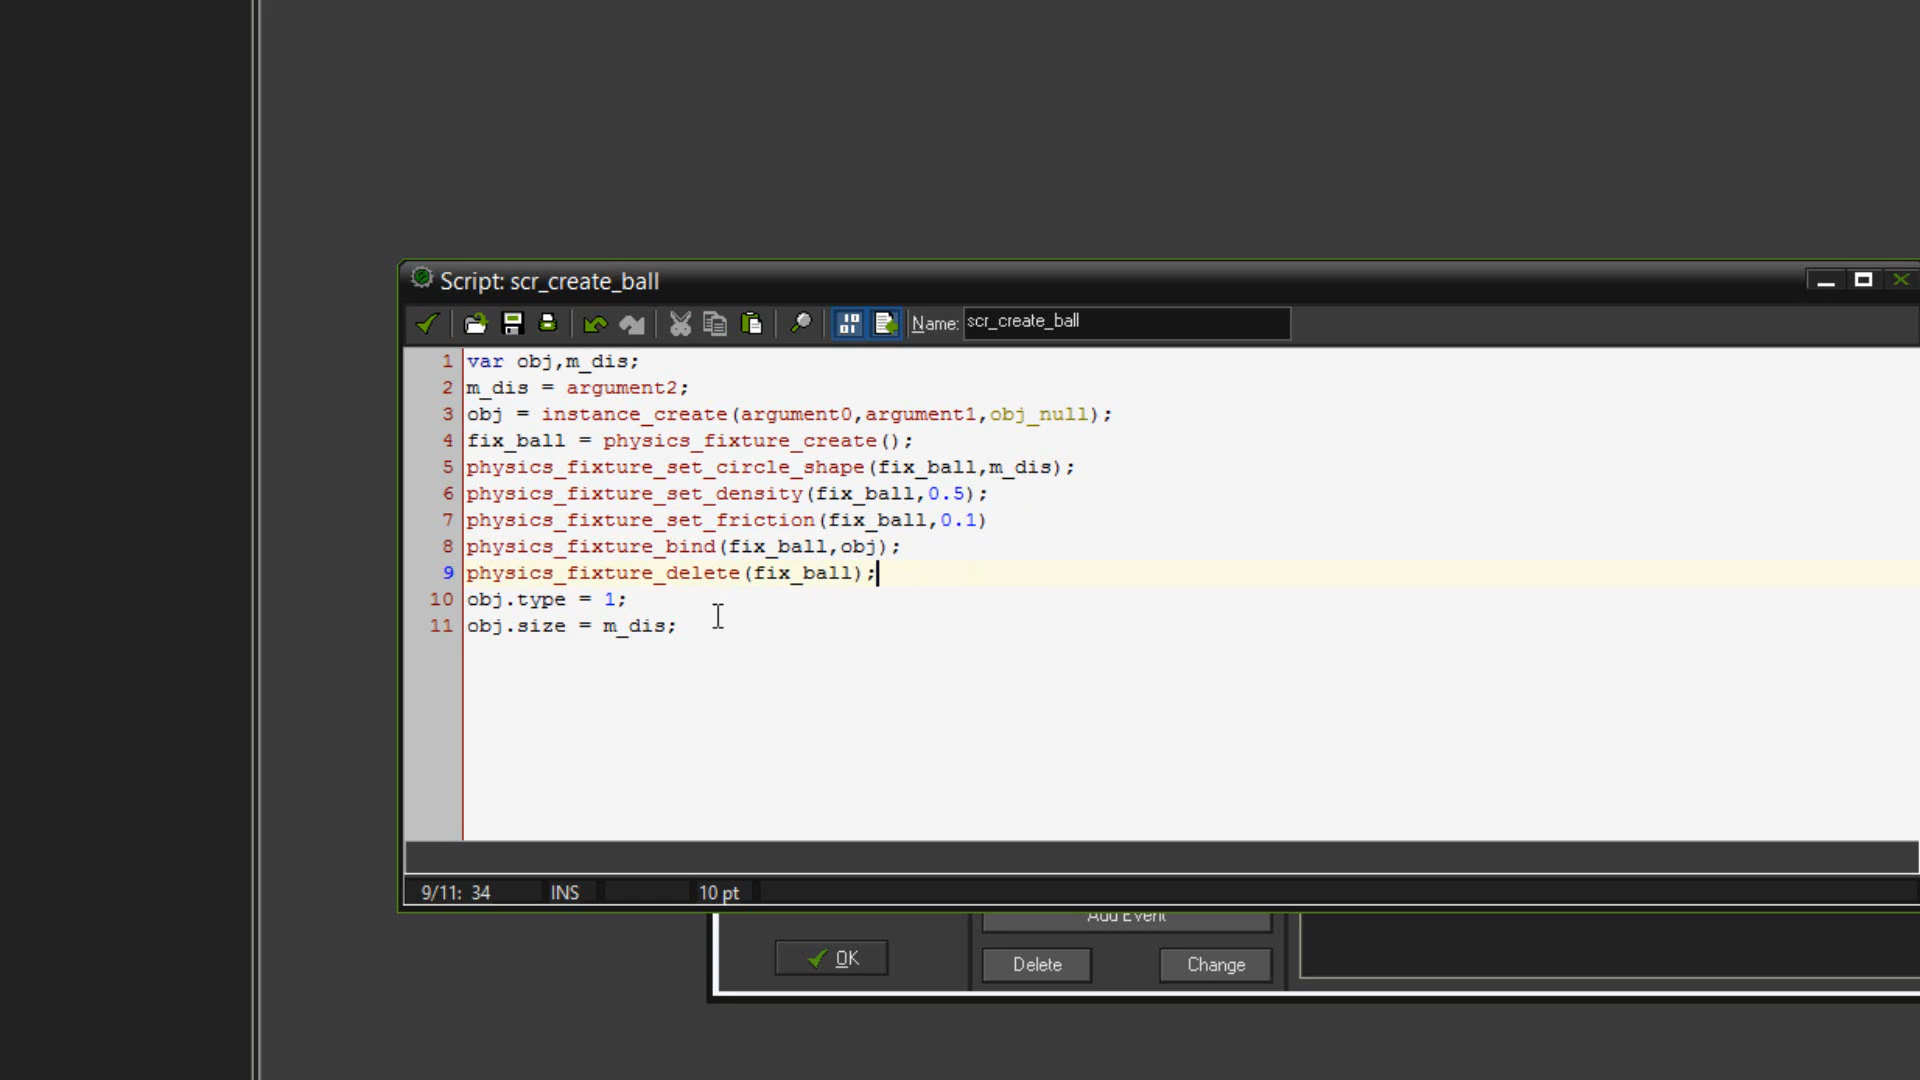 Script: scr_create_ball
Name: scr_create_ball
1 var obj,m_dis;
2 m_dis = argument2;
3 obj = instance_create(argument0,argument1,obj_null);
4 fix_ball = physics_fixture_create();
5 physics_fixture_set_circle_shape(fix_ball,m_dis);
6 physics_fixture_set_density(fix_ball,0.5);
7 physics_fixture_set_friction(fix_ball,0.1)
8 physics_fixture_bind(fix_ball,obj);
9 physics_fixture_delete(fix_ball);
10 obj.type = 1;
11 obj.size = m_dis;
9/11: 34 INS 10 pt
Add Event
OK
Delete Change